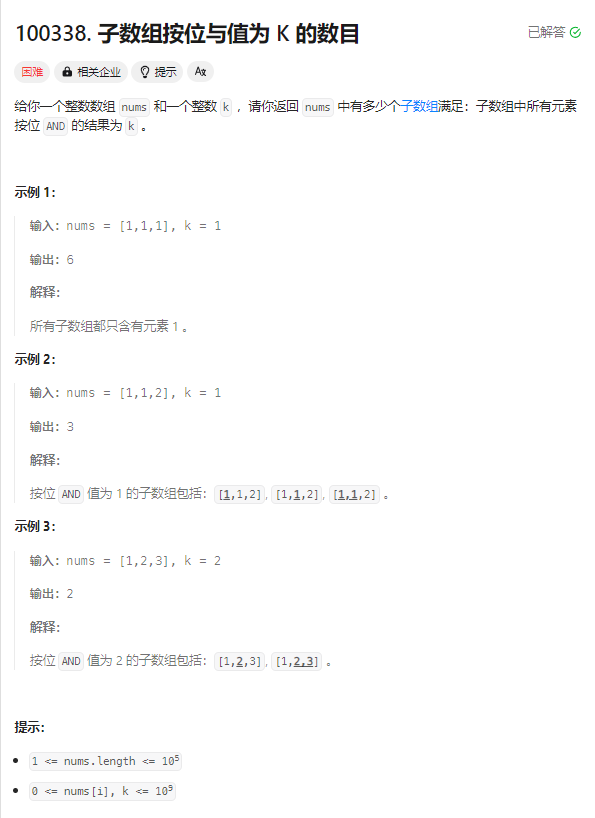 100338. 子数组按位与值为 K 的数目
已解答
困难 相关企业 提示 Aあ
给你一个整数数组 nums 和一个整数 k ，请你返回 nums 中有多少个子数组满足：子数组中所有元素
按位 AND 的结果为 k 。
示例 1：
输入：nums = [1,1,1], k = 1
输出：6
解释：
所有子数组都只含有元素 1 。
示例 2：
输入：nums = [1,1,2], k = 1
输出：3
解释：
按位 AND 值为 1 的子数组包括：[1,1,2], [1,1,2], [1,1,2] 。
示例 3：
输入：nums = [1,2,3], k = 2
输出：2
解释：
按位 AND 值为 2 的子数组包括：[1,2,3], [1,2,3] 。
提示：
1 <= nums.length <= 10⁵
0 <= nums[i], k <= 10⁹